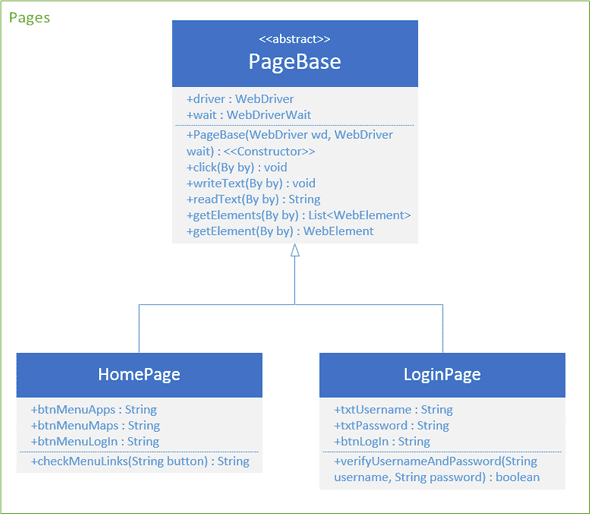 Pages
<<abstract>>
PageBase
+driver : WebDriver
+wait : WebDriverWait
+PageBase(WebDriver wd, WebDriver
wait) : <<Constructor>>
+click(By by) : void
+writeText(By by) : void
+readText(By by) : String
+getElements(By by) : List<WebElement>
+getElement(By by) : WebElement
HomePage
+btnMenuApps : String
+btnMenuMaps : String
+btnMenuLogIn : String
+checkMenuLinks(String button) : String
LoginPage
+txtUsername : String
+txtPassword : String
+btnLogIn : String
+verifyUsernameAndPassword(String
username, String password) : boolean